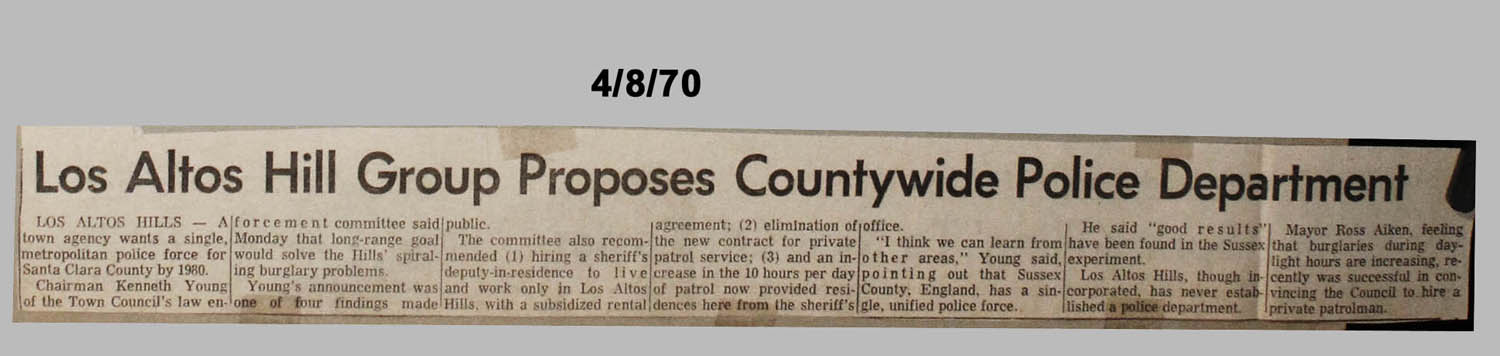 4/8/70
Los Altos Hill Group Proposes Countywide Police Department
LOS ALTOS HILLS — A
town agency wants a single,
metropolitan police force for
Santa Clara County by 1980.
Chairman Kenneth Young
of the Town Council's law en-
forcement committee said
Monday that long-range goal
would solve the Hills' spiral-
ing burglary problems.
Young's announcement was
one of four findings made
public.
The committee also recom-
mended (1) hiring a sheriff's
deputy-in-residence to live
and work only in Los Altos
Hills, with a subsidized rental
agreement; (2) elimination of
the new contract for private
patrol service; (3) and an in-
crease in the 10 hours per day
of patrol now provided resi-
dences here from the sheriff's
office.
"I think we can learn from
other areas," Young said,
pointing out that Sussex
County, England, has a sin-
gle, unified police force.
He said "good results"
have been found in the Sussex
experiment.
Los Altos Hills, though in-
corporated, has never estab-
lished a police department.
Mayor Ross Aiken, feeling
that burglaries during day-
light hours are increasing, re-
cently was successful in con-
vincing the Council to hire a
private patrolman.